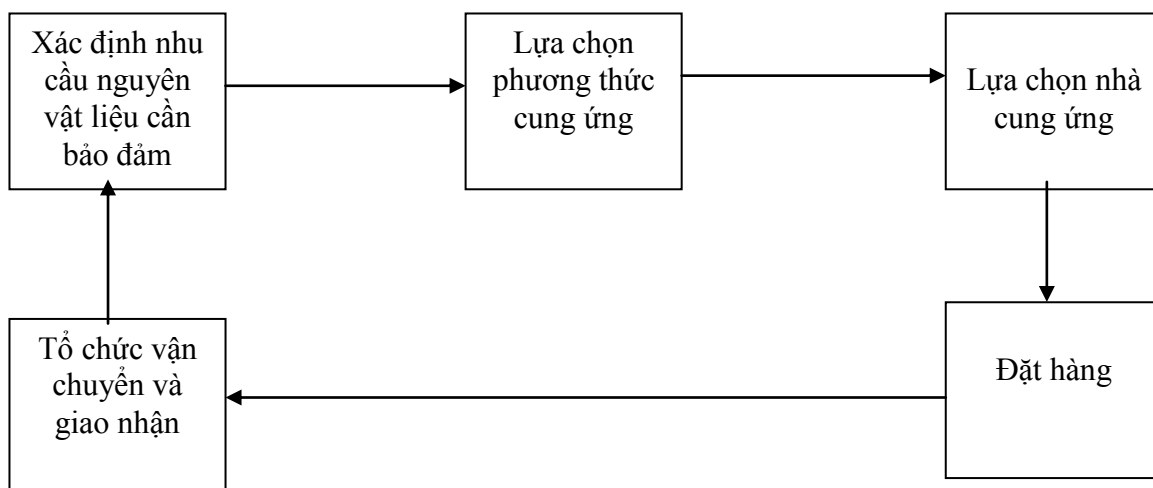 Xác định nhu
cầu nguyên
vật liệu cần
bảo đảm
Lựa chọn
phương thức
cung ứng
Lựa chọn nhà
cung ứng
Đặt hàng
Tổ chức vận
chuyển và
giao nhận